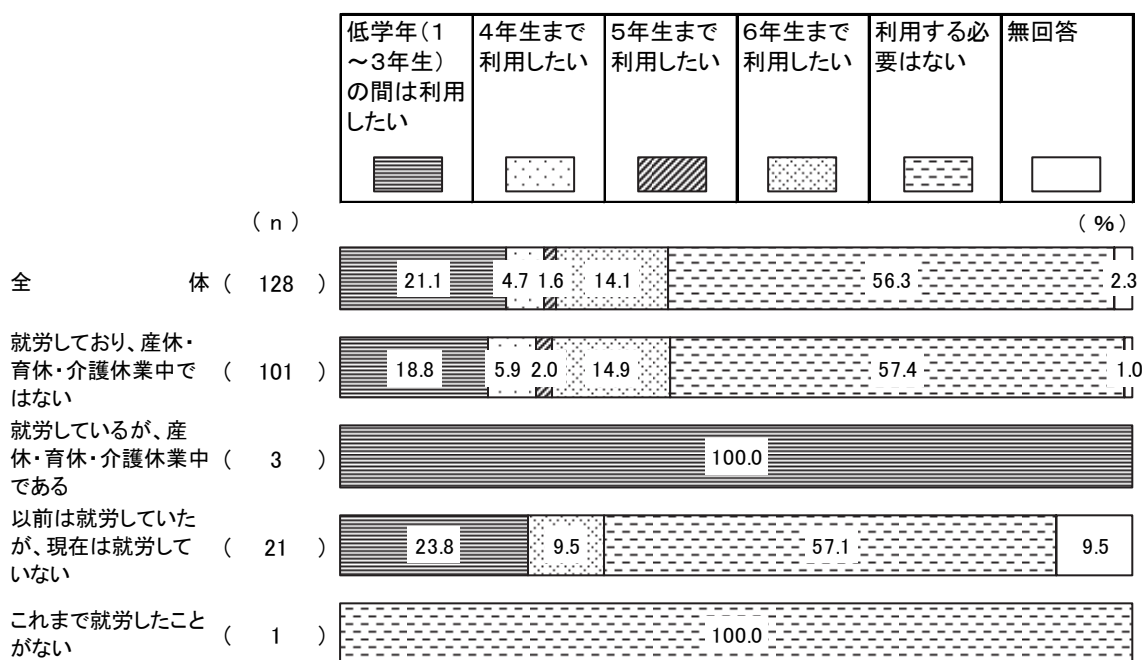 低学年(1
～3年生)
の間は利用
したい
4年生まで
利用したい
5年生まで
利用したい
6年生まで
利用したい
利用する必
要はない
無回答
( n )
( % )
全　　　　体 ( 128 )
21.1 4.7 1.6 14.1 56.3 2.3
就労しており、産休・
育休・介護休業中で
はない
( 101 )
18.8 5.9 2.0 14.9 57.4 1.0
就労しているが、産
休・育休・介護休業中
である
( 3 )
100.0
以前は就労していた
が、現在は就労して
いない
( 21 )
23.8 9.5 57.1 9.5
これまで就労したこと
がない
( 1 )
100.0